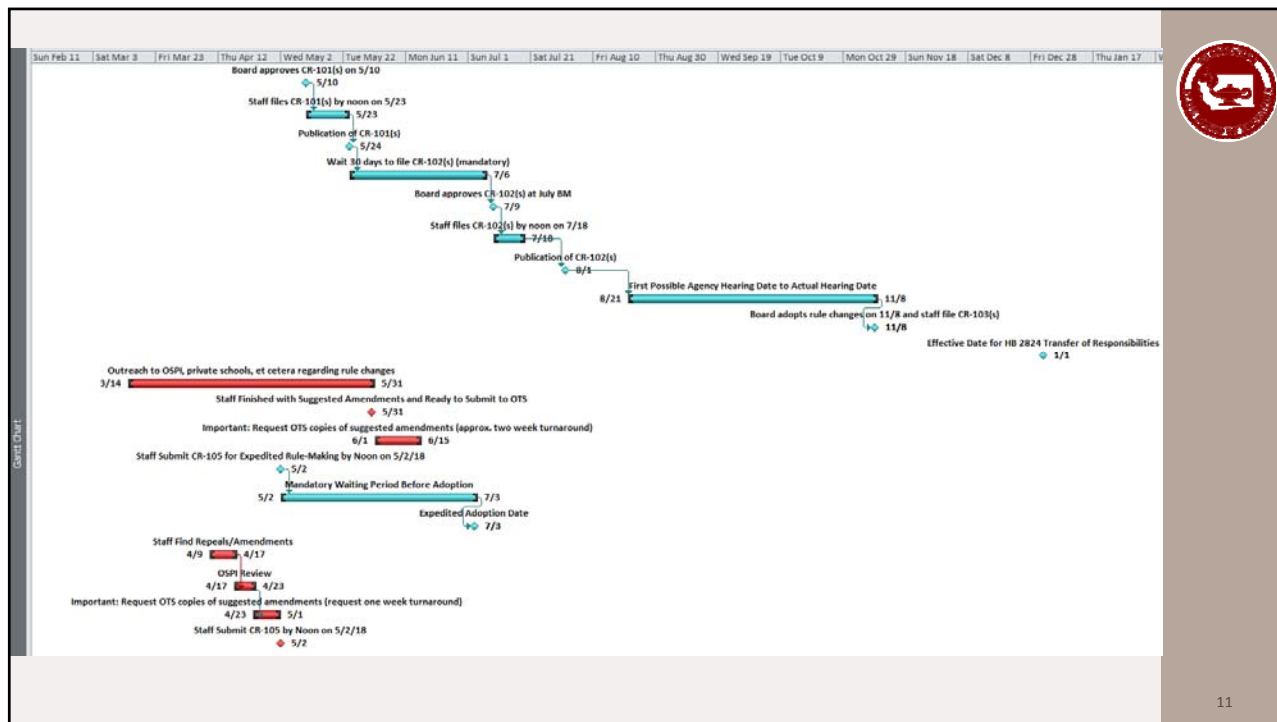 Sun Feb 11 Sat Mar 3 Fri Mar 23 Thu Apr 12 Wed May 2 Tue May 22 Mon Jun 11 Sun Jul 1 Sat Jul 21 Fri Aug 10 Thu Aug 30 Wed Sep 19 Tue Oct 9 Mon Oct 29 Sun Nov 18 Sat Dec 8 Fri Dec 28 Thu Jan 17
Board approves CR-101(s) on 5/10
5/10
Staff files CR-101(s) by noon on 5/23
5/23
Publication of CR-101(s)
5/24
Wait 30 days to file CR-102(s) (mandatory)
7/6
Board approves CR-102(s) at July BM
7/9
Staff files CR-102(s) by noon on 7/18
7/18
Publication of CR-102(s)
8/1
First Possible Agency Hearing Date to Actual Hearing Date
8/21 11/8
Board adopts rule changes on 11/8 and staff file CR-103(s)
11/8
Effective Date for HB 2824 Transfer of Responsibilities
1/1
Outreach to OSPI, private schools, et cetera regarding rule changes
3/14 5/31
Staff Finished with Suggested Amendments and Ready to Submit to OTS
5/31
Important: Request OTS copies of suggested amendments (approx. two week turnaround)
6/1 6/15
Staff Submit CR-105 for Expedited Rule-Making by Noon on 5/2/18
5/2
Mandatory Waiting Period Before Adoption
5/2 7/3
Expedited Adoption Date
7/3
Staff Find Repeals/Amendments
4/9 4/17
OSPI Review
4/17 4/23
Important: Request OTS copies of suggested amendments (request one week turnaround)
4/23 5/1
Staff Submit CR-105 by Noon on 5/2/18
5/2
Gantt Chart
11